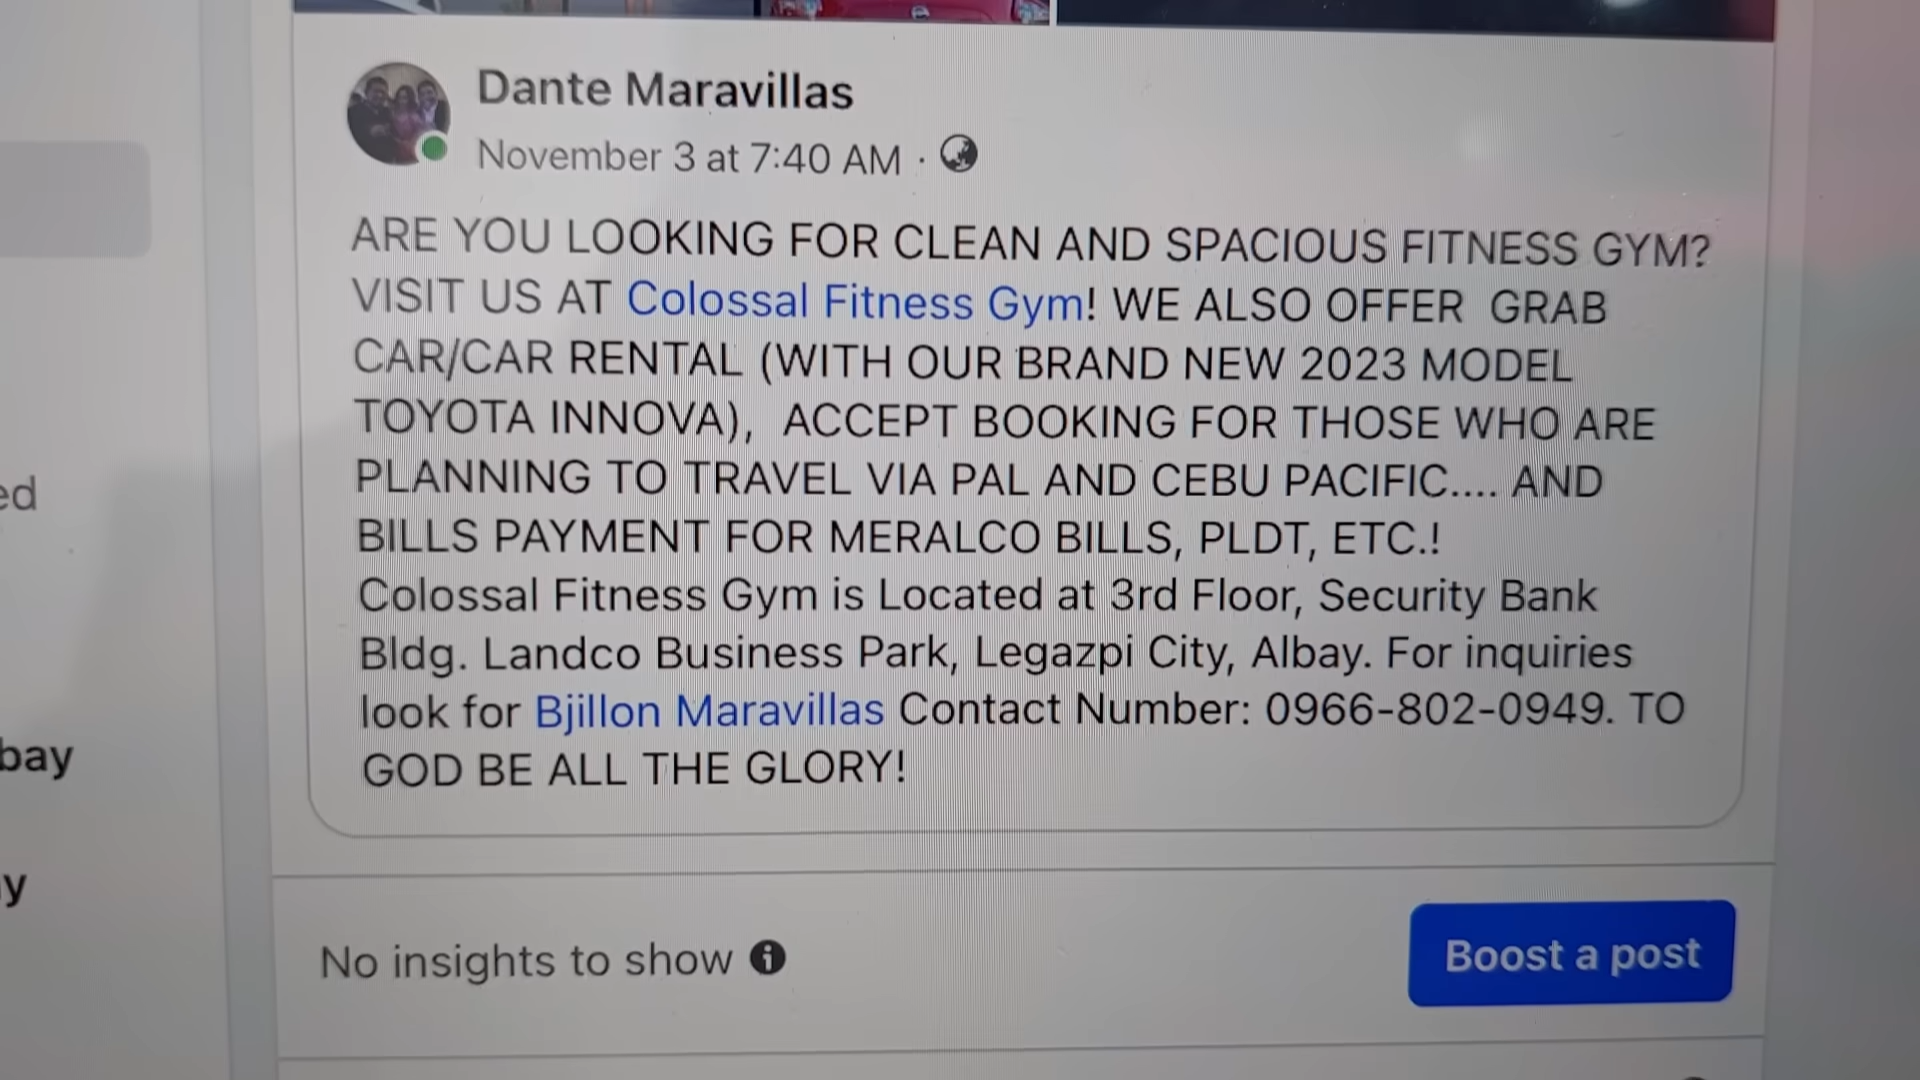 Dante Maravillas
November 3 at 7:40 AM ·
ARE YOU LOOKING FOR CLEAN AND SPACIOUS FITNESS GYM?
VISIT US AT Colossal Fitness Gym! WE ALSO OFFER GRAB
CAR/CAR RENTAL (WITH OUR BRAND NEW 2023 MODEL
TOYOTA INNOVA), ACCEPT BOOKING FOR THOSE WHO ARE
PLANNING TO TRAVEL VIA PAL AND CEBU PACIFIC.... AND
BILLS PAYMENT FOR MERALCO BILLS, PLDT, ETC.!
Colossal Fitness Gym is Located at 3rd Floor, Security Bank
Bldg. Landco Business Park, Legazpi City, Albay. For inquiries
look for Bjillon Maravillas Contact Number: 0966-802-0949. TO
GOD BE ALL THE GLORY!
No insights to show
Boost a post